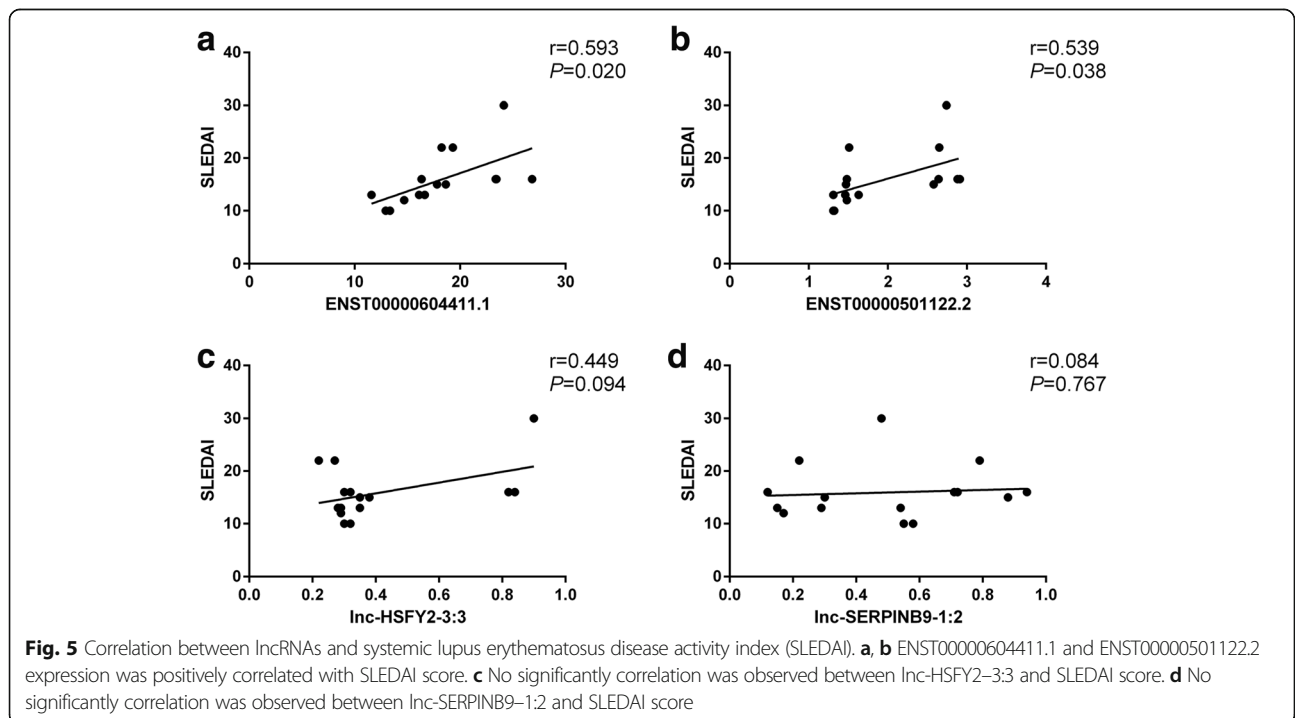 a
r=0.593
P=0.020
40
30
20
10
0
SLEDAI
0 10 20 30
ENST00000604411.1
b
r=0.539
P=0.038
40
30
20
10
0
SLEDAI
0 1 2 3 4
ENST00000501122.2
c
r=0.449
P=0.094
40
30
20
10
0
SLEDAI
0.0 0.2 0.4 0.6 0.8 1.0
lnc-HSFY2-3:3
d
r=0.084
P=0.767
40
30
20
10
0
SLEDAI
0.0 0.2 0.4 0.6 0.8 1.0
lnc-SERPINB9-1:2
Fig. 5 Correlation between lncRNAs and systemic lupus erythematosus disease activity index (SLEDAI). a, b ENST00000604411.1 and ENST00000501122.2
expression was positively correlated with SLEDAI score. c No significantly correlation was observed between lnc-HSFY2–3:3 and SLEDAI score. d No
significantly correlation was observed between lnc-SERPINB9–1:2 and SLEDAI score